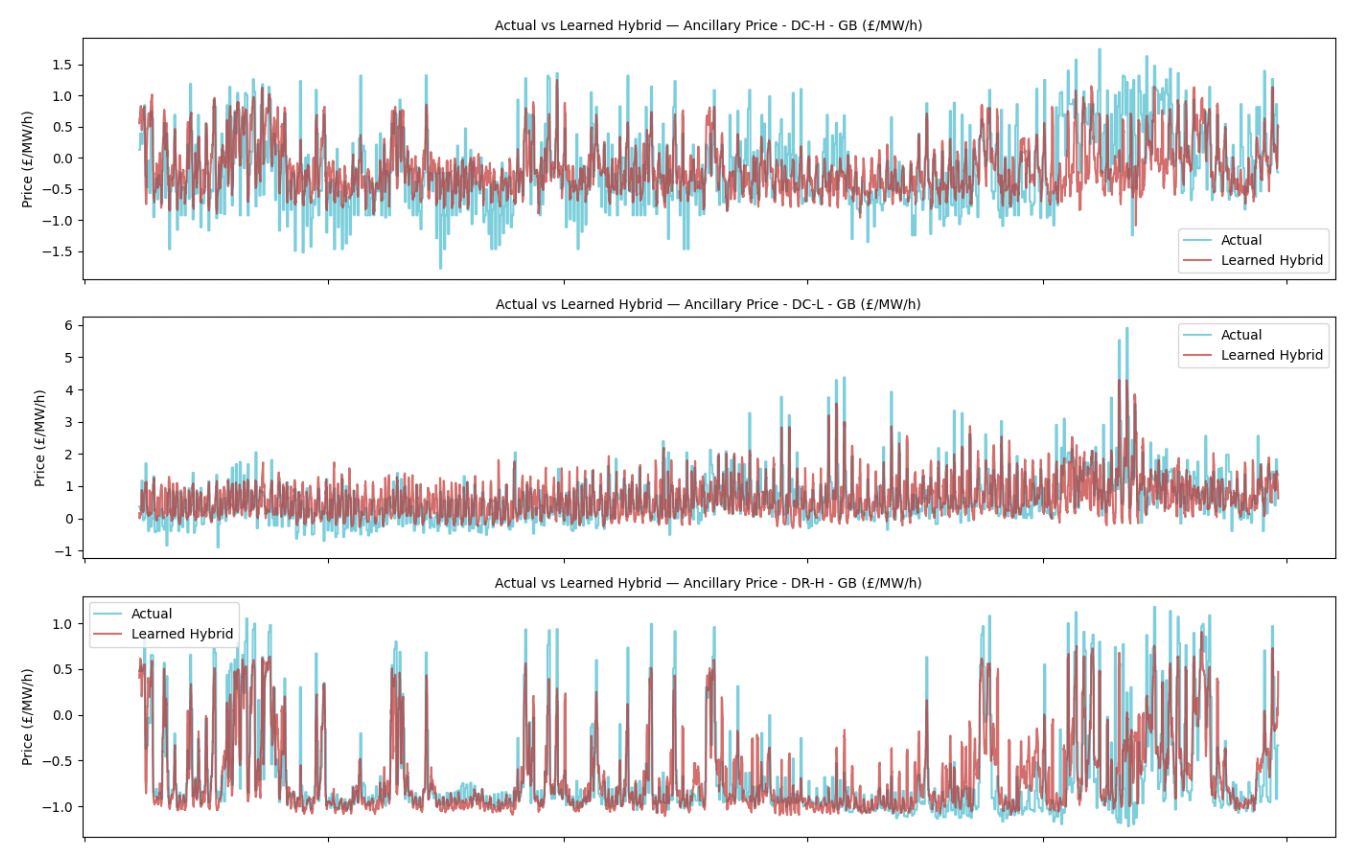 Actual vs Learned Hybrid — Ancillary Price - DC-H - GB (£/MW/h)
Price (£/MW/h)
1.5
1.0
0.5
0.0
−0.5
−1.0
−1.5
Actual
Learned Hybrid
Actual vs Learned Hybrid — Ancillary Price - DC-L - GB (£/MW/h)
Price (£/MW/h)
6
5
4
3
2
1
0
−1
Actual
Learned Hybrid
Actual vs Learned Hybrid — Ancillary Price - DR-H - GB (£/MW/h)
Price (£/MW/h)
1.0
0.5
0.0
−0.5
−1.0
Actual
Learned Hybrid